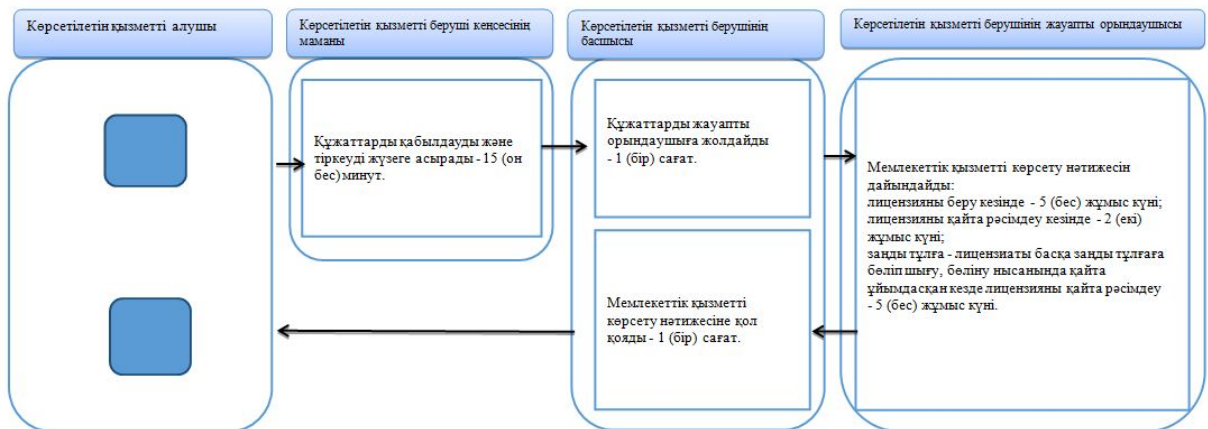 Көрсетілетін қызметті алушы
Көрсетілетін қызметті беруші кеңсесінің
маманы
Көрсетілетін қызметті берушінің
басшысы
Көрсетілетін қызметті берушінің жауапты орындаушысы
Құжаттарды қабылдауды және
тіркеуді жүзеге асырады - 15 (он
бес) минут.
Құжаттарды жауапты
орындаушыға жолдайды
- 1 (бір) сағат.
Мемлекеттік қызметті көрсету нәтижесін
дайындайды:
лицензияны беру кезінде - 5 (бес) жұмыс күні;
лицензияны қайта рәсімдеу кезінде - 2 (екі)
жұмыс күні;
заңды тұлға - лицензиаты басқа заңды тұлғаға
бөліп шығу, бөліну нысанында қайта
ұйымдасқан кезде лицензияны қайта рәсімдеу
- 5 (бес) жұмыс күні.
Мемлекеттік қызметті
көрсету нәтижесіне қол
қояды - 1 (бір) сағат.